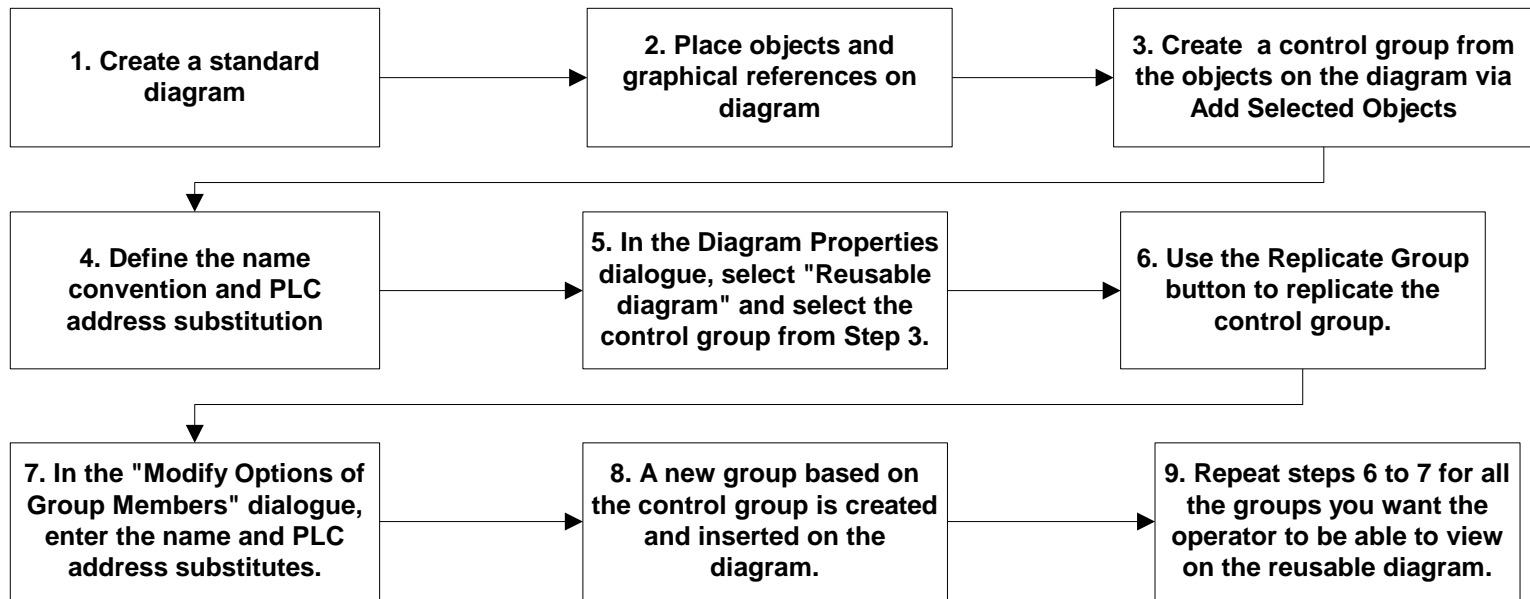 1. Create a standard
diagram
2. Place objects and
graphical references on
diagram
3. Create  a control group from
the objects on the diagram via
Add Selected Objects
4. Define the name
convention and PLC
address substitution
5. In the Diagram Properties
dialogue, select "Reusable
diagram" and select the
control group from Step 3.
6. Use the Replicate Group
button to replicate the
control group.
7. In the "Modify Options of
Group Members" dialogue,
enter the name and PLC
address substitutes.
8. A new group based on
the control group is created
and inserted on the
diagram.
9. Repeat steps 6 to 7 for all
the groups you want the
operator to be able to view
on the reusable diagram.